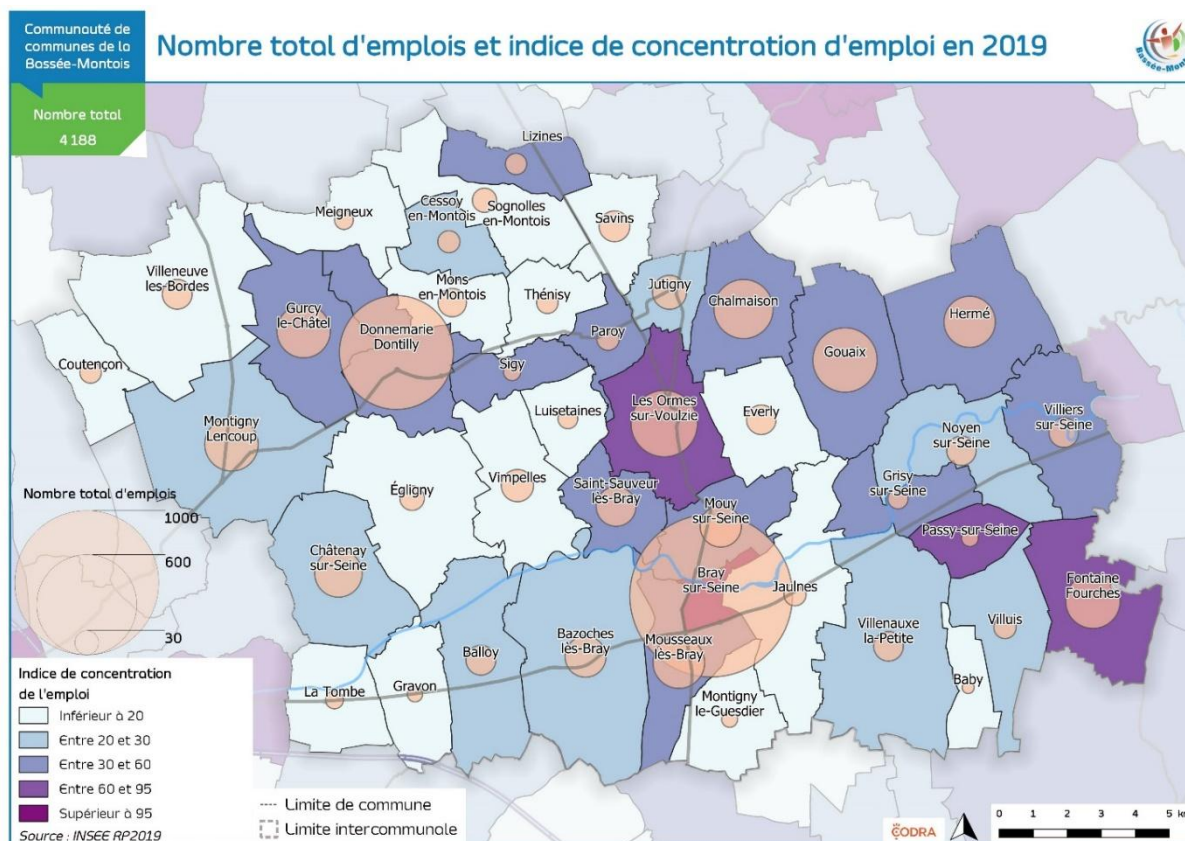 Communauté de
communes de la
Bassée-Montois
Nombre total d'emplois et indice de concentration d'emploi en 2019
Nombre total
4 188
Lizines
Meigneux
Cessoy
en-Montois
Sognolles
en-Montois
Savins
Villeneuve
les-Bordes
Mons
en-Montois
Thénisy
Jutigny
Gurcy
le-Châtel
Chalmaison
Hermé
Donnemarie
Dontilly
Paroy
Gouaix
Coutençon
Sigy
Montigny
Lencoup
Luisetaines
Les Ormes
sur-Voulzie
Everly
Noyen
sur-Seine
Villiers
sur-Seine
Égligny
Vimpelles
Saint-Sauveur
lès-Bray
Grisy
sur-Seine
Mouy
sur-Seine
Passy-sur-Seine
Châtenay
sur-Seine
Bray
sur-Seine
Jaulnes
Fontaine
Fourches
Bazoches
lès-Bray
Mousseaux
lès-Bray
Villenauxe
la-Petite
Villuis
Balloy
La Tombe
Gravon
Montigny
le-Guesdier
Baby
Nombre total d'emplois
1000
600
30
Indice de concentration
de l'emploi
Inférieur à 20
Entre 20 et 30
Entre 30 et 60
Entre 60 et 95
Supérieur à 95
Source : INSEE RP2019
Limite de commune
Limite intercommunale
CODRA
0 1 2 3 4 5 km